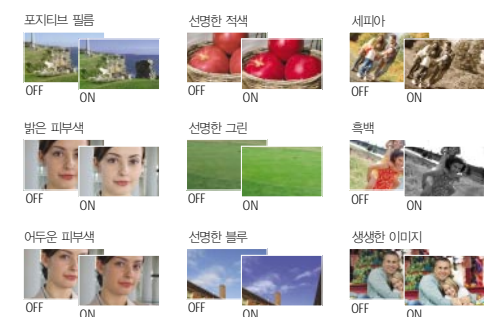 포지티브 필름 선명한 적색 세피아
OFF ON OFF ON OFF ON
밝은 피부색 선명한 그린 흑백
OFF ON OFF ON OFF ON
어두운 피부색 선명한 블루 생생한 이미지
OFF ON OFF ON OFF ON